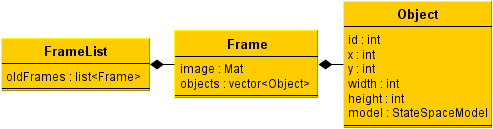 FrameList
oldFrames : list<Frame>
Frame
image : Mat
objects : vector<Object>
Object
id : int
x : int
y : int
width : int
height : int
model : StateSpaceModel